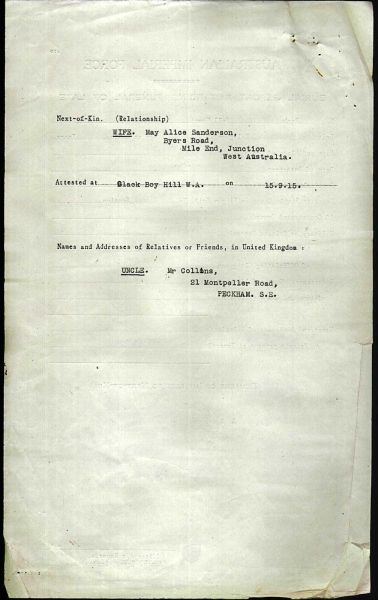 Next-of-Kin. (Relationship)
WIFE. May Alice Sanderson,
Byers Road,
Mile End, Junction
West Australia.
Attested at Black Boy Hill W.A. on 15.9.15.
Names and Addresses of Relatives or Friends, in United Kingdom :
UNCLE. Mr Collins,
21 Montpeller Road,
PECKHAM. S.E.